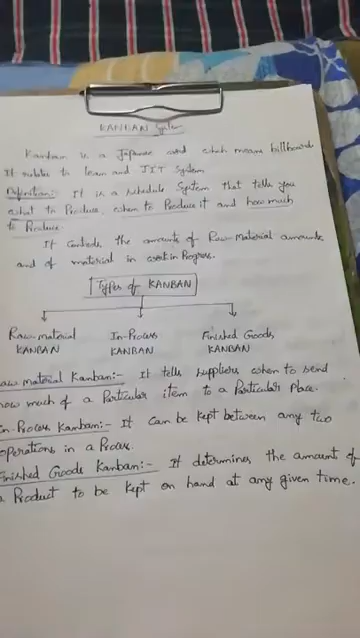 KANBAN System
Kanban is a Japanese word which means billboard
It relates to lean and JIT System
Definition:- It is a Schedule System that tells you
what to Produce, when to Produce it and how much
to Produce.
It Controls the amounts of Raw Material amounts
and of material in work in Progress.
Types of KANBAN
Raw-material In-Process Finished Goods
KANBAN KANBAN KANBAN
aw material Kanban:- It tells suppliers when to send
how much of a Particular item to a Particular Place.
In-Process Kanban:- It can be kept between any two
operations in a Process
Finished Goods Kanban:- It determines the amount of
a Product to be kept on hand at any given time.